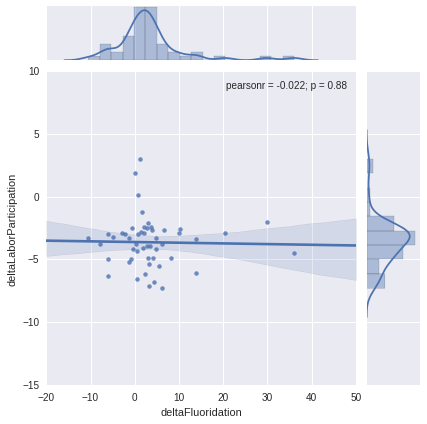 pearsonr = -0.022; p = 0.88
10
5
0
−5
−10
−15
deltaLaborParticipation
−20 −10 0 10 20 30 40 50
deltaFluoridation